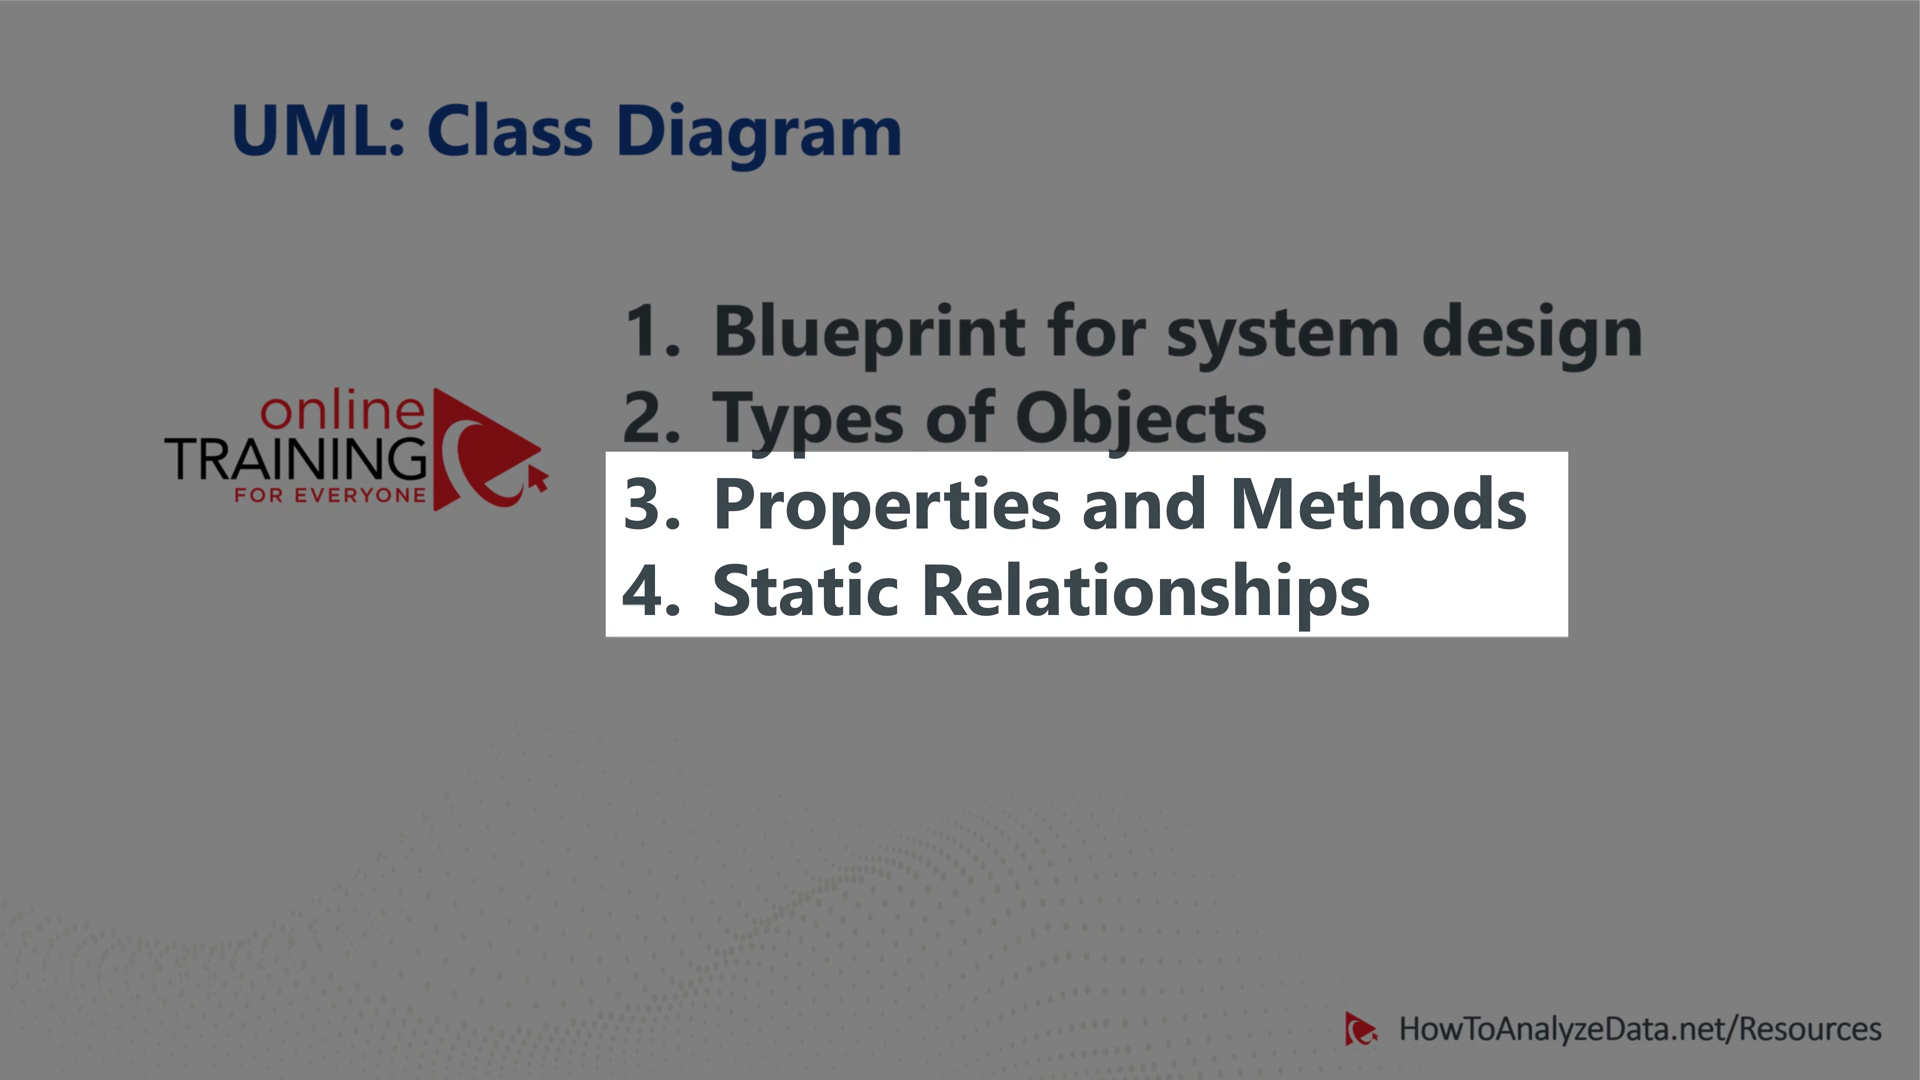 UML: Class Diagram
1. Blueprint for system design
2. Types of Objects
3. Properties and Methods
4. Static Relationships
online
TRAINING
FOR EVERYONE
HowToAnalyzeData.net/Resources